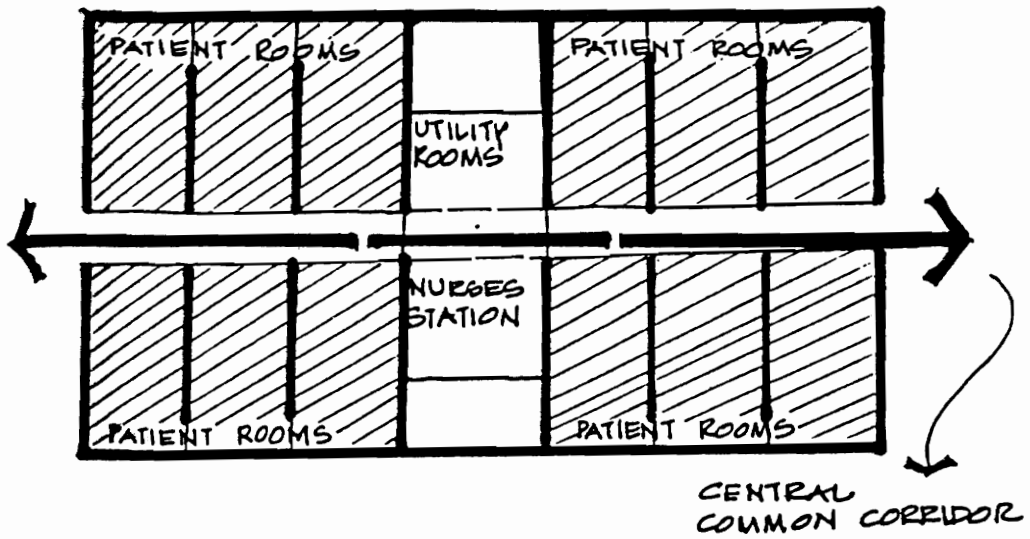 PATIENT ROOMS
PATIENT ROOMS
UTILITY
ROOMS
NURSES
STATION
PATIENT ROOMS
PATIENT ROOMS
CENTRAL
COMMON CORRIDOR